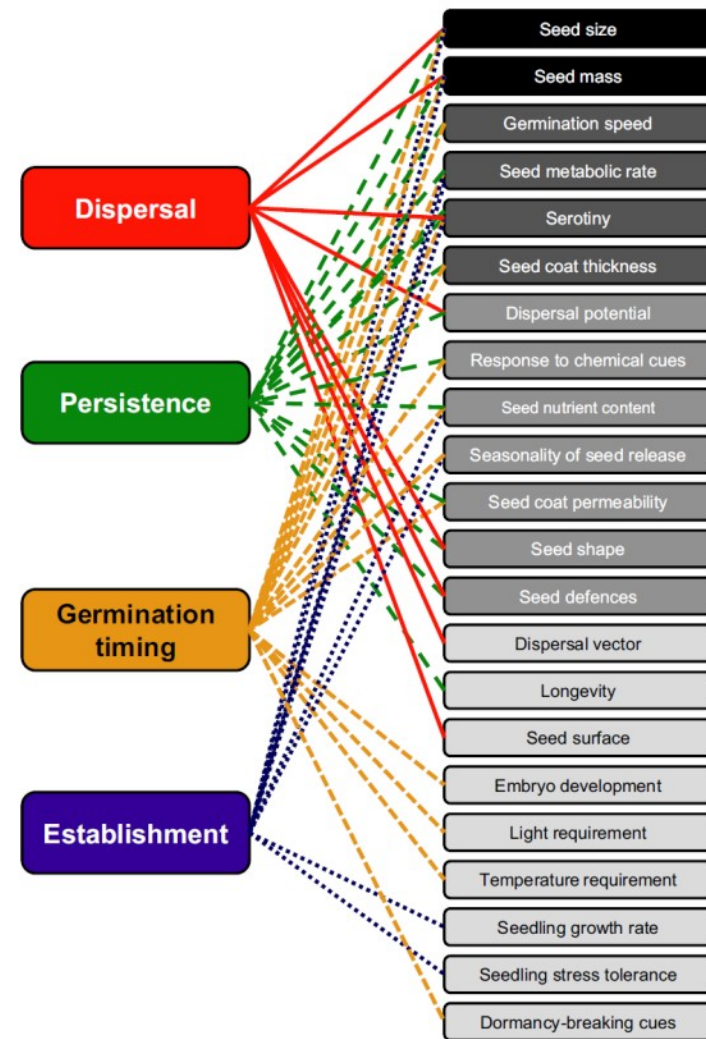 Dispersal
Persistence
Germination
timing
Establishment
Seed size
Seed mass
Germination speed
Seed metabolic rate
Serotiny
Seed coat thickness
Dispersal potential
Response to chemical cues
Seed nutrient content
Seasonality of seed release
Seed coat permeability
Seed shape
Seed defences
Dispersal vector
Longevity
Seed surface
Embryo development
Light requirement
Temperature requirement
Seedling growth rate
Seedling stress tolerance
Dormancy-breaking cues